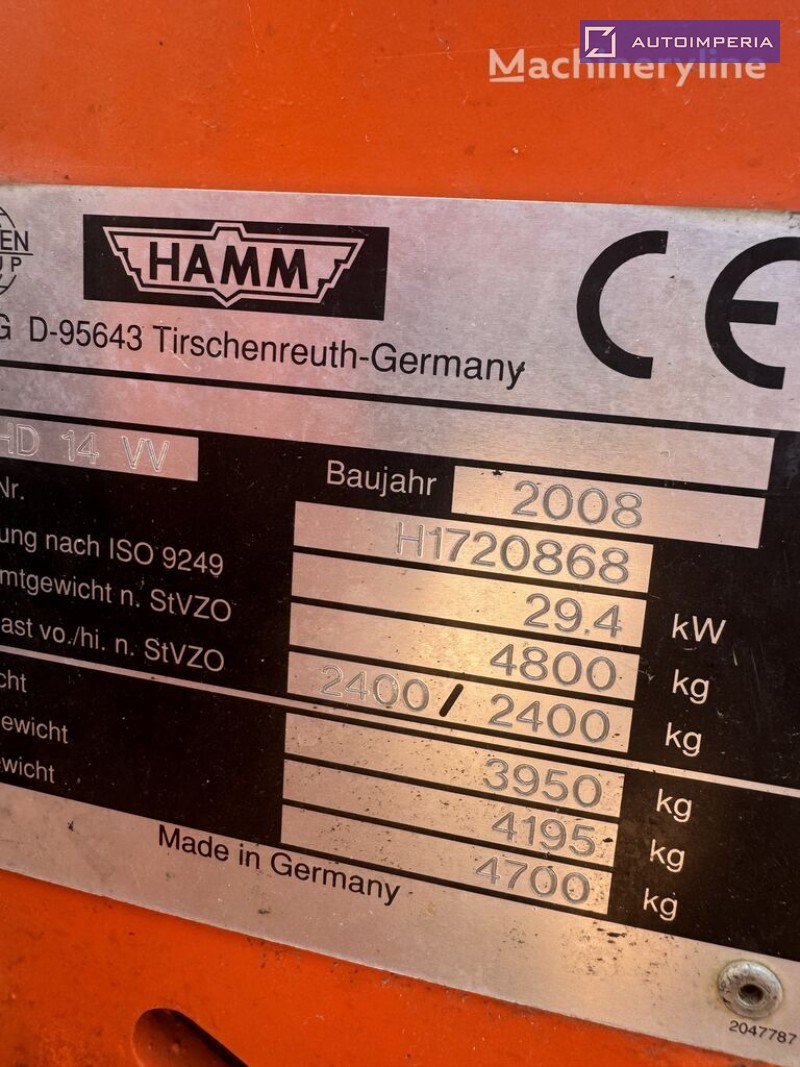 AUTOIMPERIA
Machineryline
HAMM
CE
G D-95643 Tirschenreuth-Germany
HD 14 VV
Baujahr 2008
Nr. H1720868
ung nach ISO 9249 29.4 kW
mtgewicht n. StVZO 4800 kg
ast vo./hi. n. StVZO 2400 / 2400 kg
cht 3950 kg
ewicht 4195 kg
ewicht 4700 kg
Made in Germany
2047787